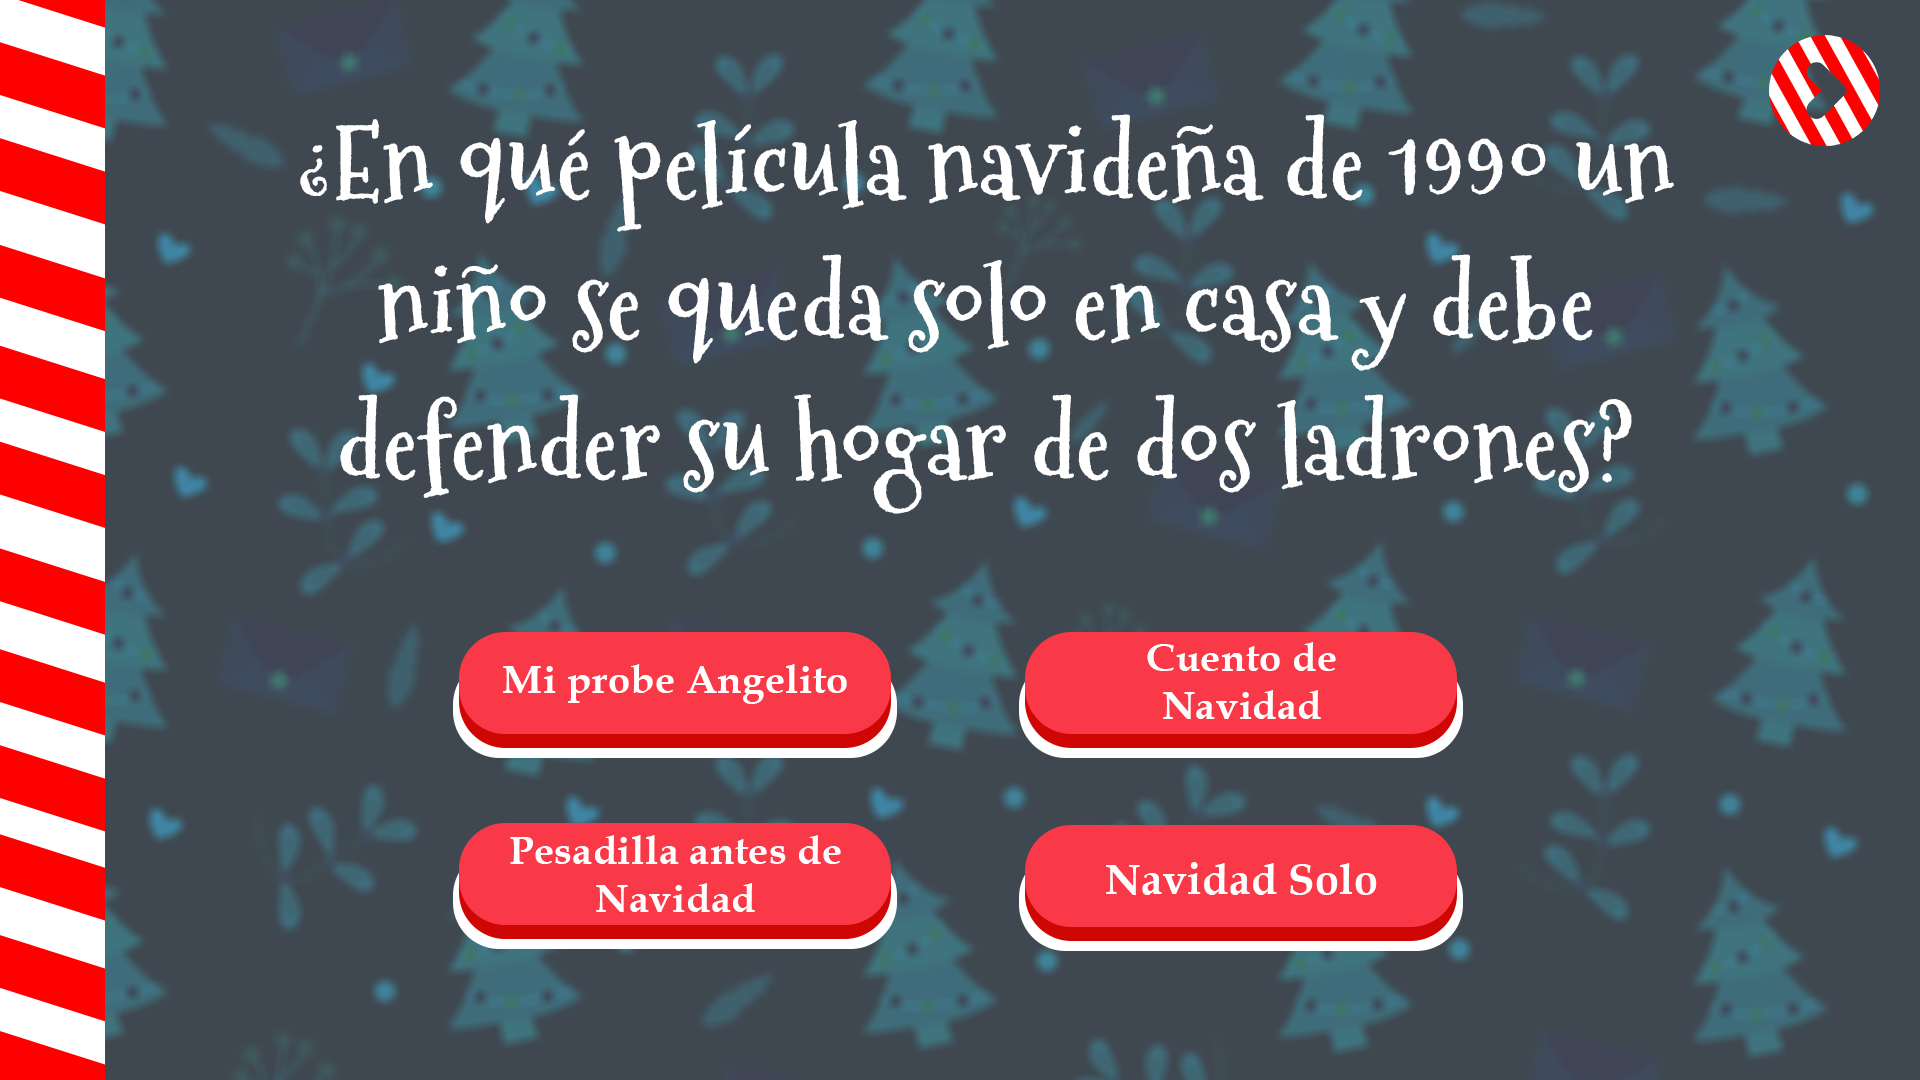 ¿En qué película navideña de 1990 un
niño se queda solo en casa y debe
defender su hogar de dos ladrones?
Mi probe Angelito
Cuento de
Navidad
Pesadilla antes de
Navidad
Navidad Solo